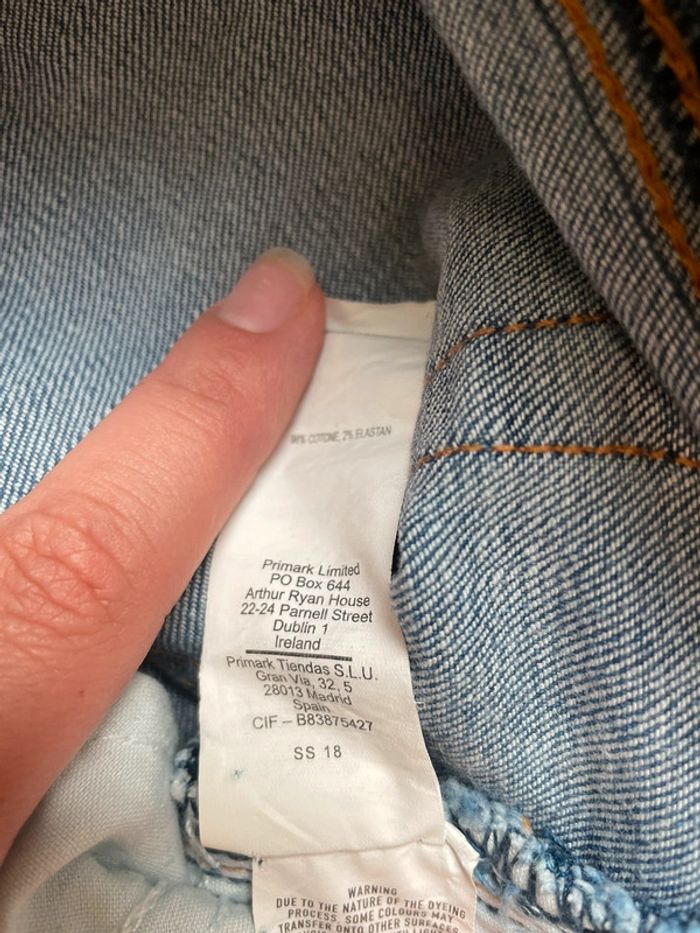 98% COTONE, 2% ELASTAN
Primark Limited
PO Box 644
Arthur Ryan House
22-24 Parnell Street
Dublin 1
Ireland
Primark Tiendas S.L.U.
Gran Via, 32, 5
28013 Madrid
Spain
CIF – B83875427
SS 18
WARNING
DUE TO THE NATURE OF THE DYEING
PROCESS, SOME COLOURS MAY
TRANSFER ONTO OTHER SURFACES